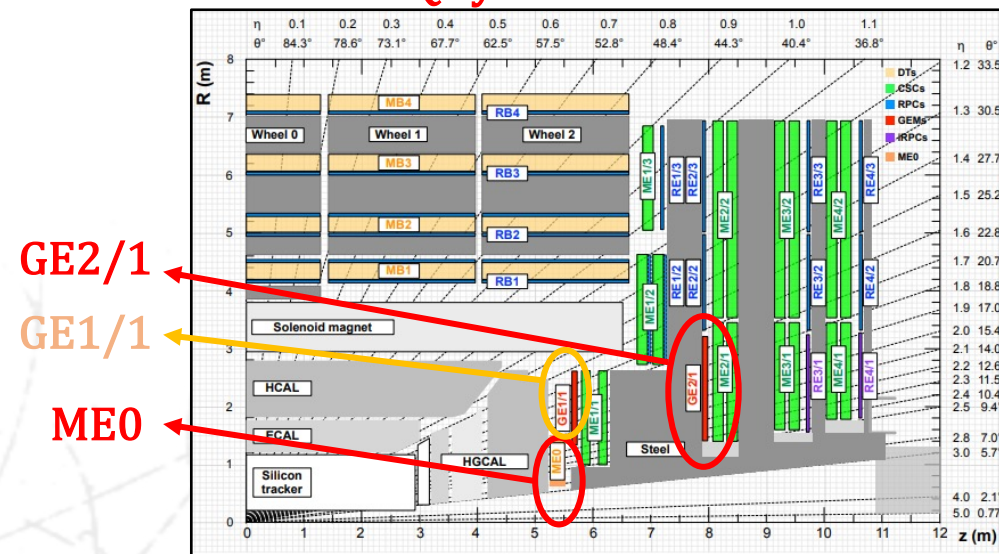 η 0.1 0.2 0.3 0.4 0.5 0.6 0.7 0.8 0.9 1.0 1.1
θ° 84.3° 78.6° 73.1° 67.7° 62.5° 57.5° 52.8° 48.4° 44.3° 40.4° 36.8° η θ°
R (m)
8
7
6
5
4
3
2
1
0
1.2 33.5
1.3 30.5
1.4 27.7
1.5 25.2
1.6 22.8
1.7 20.7
1.8 18.8
1.9 17.0
2.0 15.4
2.1 14.0
2.2 12.6
2.3 11.5
2.4 10.4
2.5 9.4
2.8 7.0
3.0 5.7
4.0 2.1
5.0 0.77
DTs
CSCs
RPCs
GEMs
iRPCs
ME0
MB4
RB4
Wheel 0
Wheel 1
Wheel 2
MB3
RB3
MB2
RB2
MB1
RB1
Solenoid magnet
HCAL
ECAL
Silicon
tracker
HGCAL
Steel
ME0
GE1/1
ME1/1
ME1/2
ME1/3
RE1/3
RE2/3
RE1/2
RE2/2
GE2/1
ME2/1
ME2/2
ME3/2
ME3/1
RE3/3
RE3/2
RE3/1
ME4/2
ME4/1
RE4/3
RE4/2
RE4/1
GE2/1
GE1/1
ME0
0 1 2 3 4 5 6 7 8 9 10 11 12
z (m)